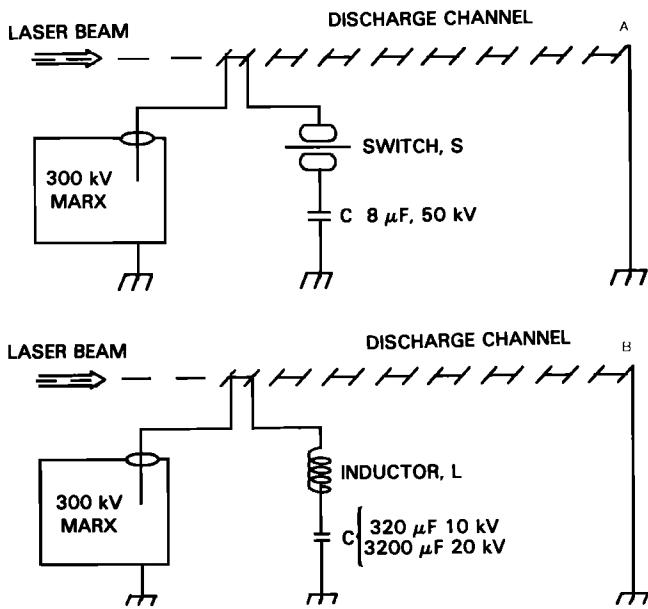 DISCHARGE CHANNEL
A
LASER BEAM
SWITCH, S
300 kV
MARX
C 8 μF, 50 kV
DISCHARGE CHANNEL
B
LASER BEAM
INDUCTOR, L
300 kV
MARX
C { 320 μF 10 kV
3200 μF 20 kV